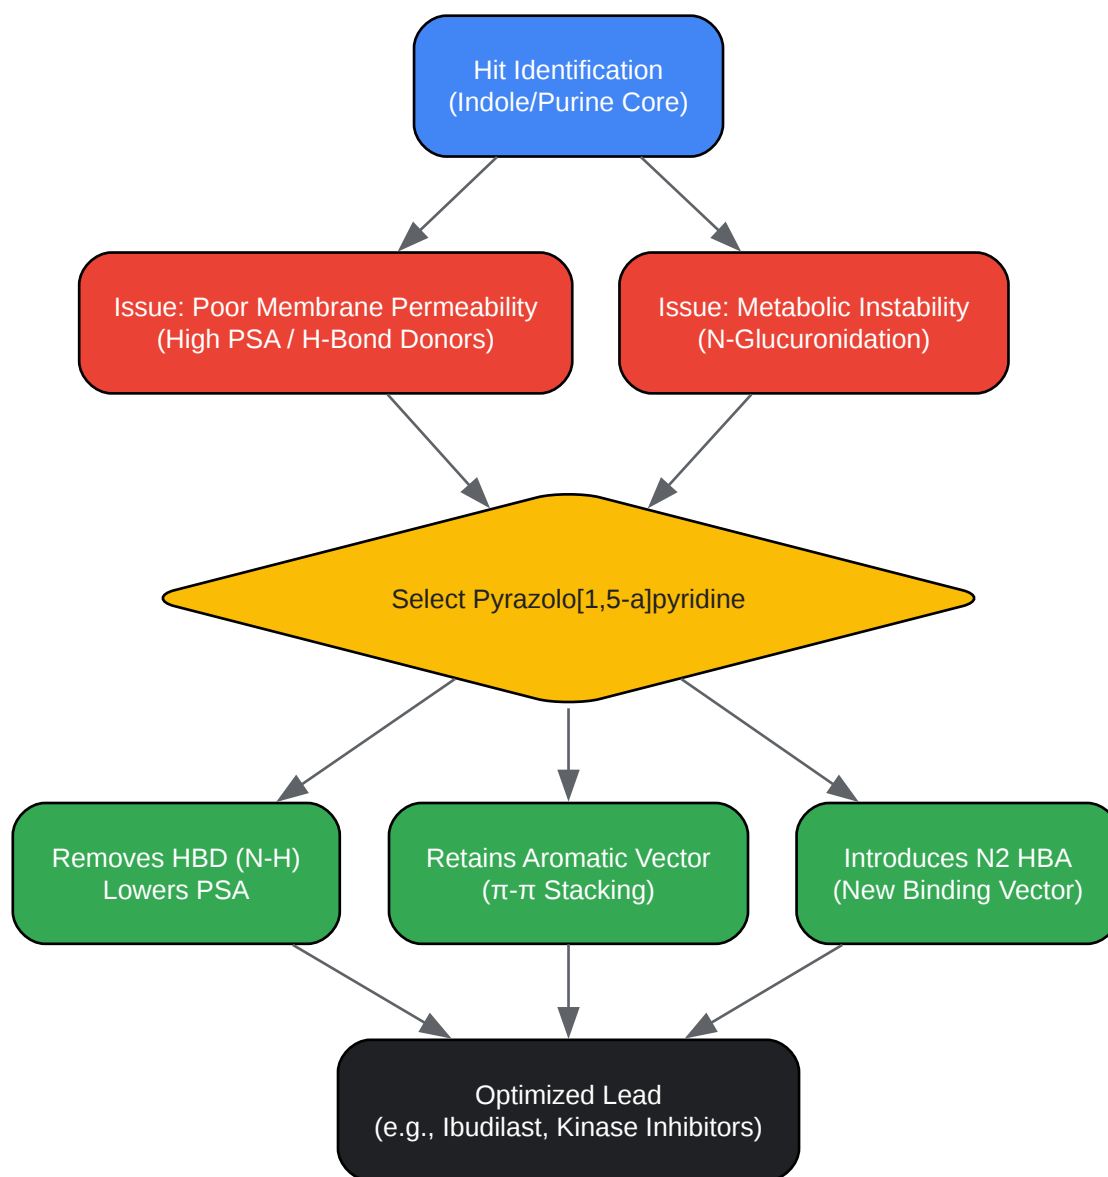 Hit Identification
(Indole/Purine Core)
Issue: Poor Membrane Permeability
(High PSA / H-Bond Donors)
Issue: Metabolic Instability
(N-Glucuronidation)
Select Pyrazolo[1,5-a]pyridine
Removes HBD (N-H)
Lowers PSA
Retains Aromatic Vector
(π-π Stacking)
Introduces N2 HBA
(New Binding Vector)
Optimized Lead
(e.g., Ibudilast, Kinase Inhibitors)